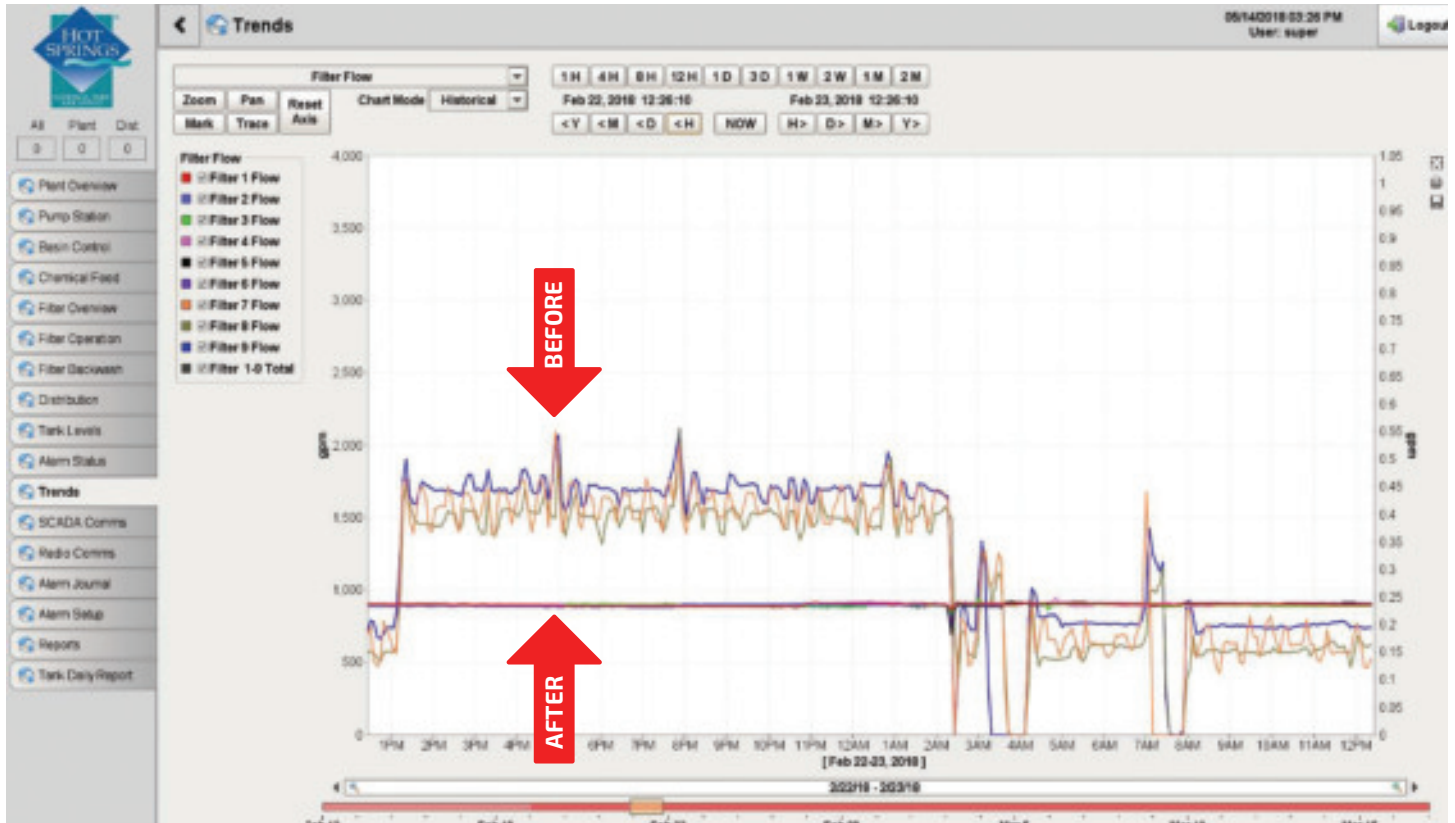 HOT
SPRINGS
Trends
05/14/2018 03:26 PM
User: super
Logout
Filter Flow
1H 4H 8H 12H 1D 3D 1W 2W 1M 2M
Zoom Pan Reset Axis
Mark Trace
Chart Mode Historical
Feb 22, 2018 12:26:10
Feb 23, 2018 12:26:10
<Y <M <D <H NOW H> D> M> Y>
All Plant Dist
0 0 0
Plant Overview
Pump Station
Basin Control
Chemical Feed
Filter Overview
Filter Operation
Filter Backwash
Distribution
Tank Levels
Alarm Status
Trends
SCADA Comms
Radio Comms
Alarm Journal
Alarm Setup
Reports
Tank Daily Report
Filter Flow
Filter 1 Flow
Filter 2 Flow
Filter 3 Flow
Filter 4 Flow
Filter 5 Flow
Filter 6 Flow
Filter 7 Flow
Filter 8 Flow
Filter 9 Flow
Filter 1-9 Total
4,000
3,500
3,000
2,500
2,000
1,500
1,000
500
0
gpm
BEFORE
AFTER
1.05
1
0.95
0.9
0.85
0.8
0.75
0.7
0.65
0.6
0.55
0.5
0.45
0.4
0.35
0.3
0.25
0.2
0.15
0.1
0.05
0
gpm
1PM 2PM 3PM 4PM 6PM 7PM 8PM 9PM 10PM 11PM 12AM 1AM 2AM 3AM 4AM 5AM 6AM 7AM 8AM 9AM 10AM 11AM 12PM
[Feb 22-23, 2018]
2/22/18 - 2/23/18